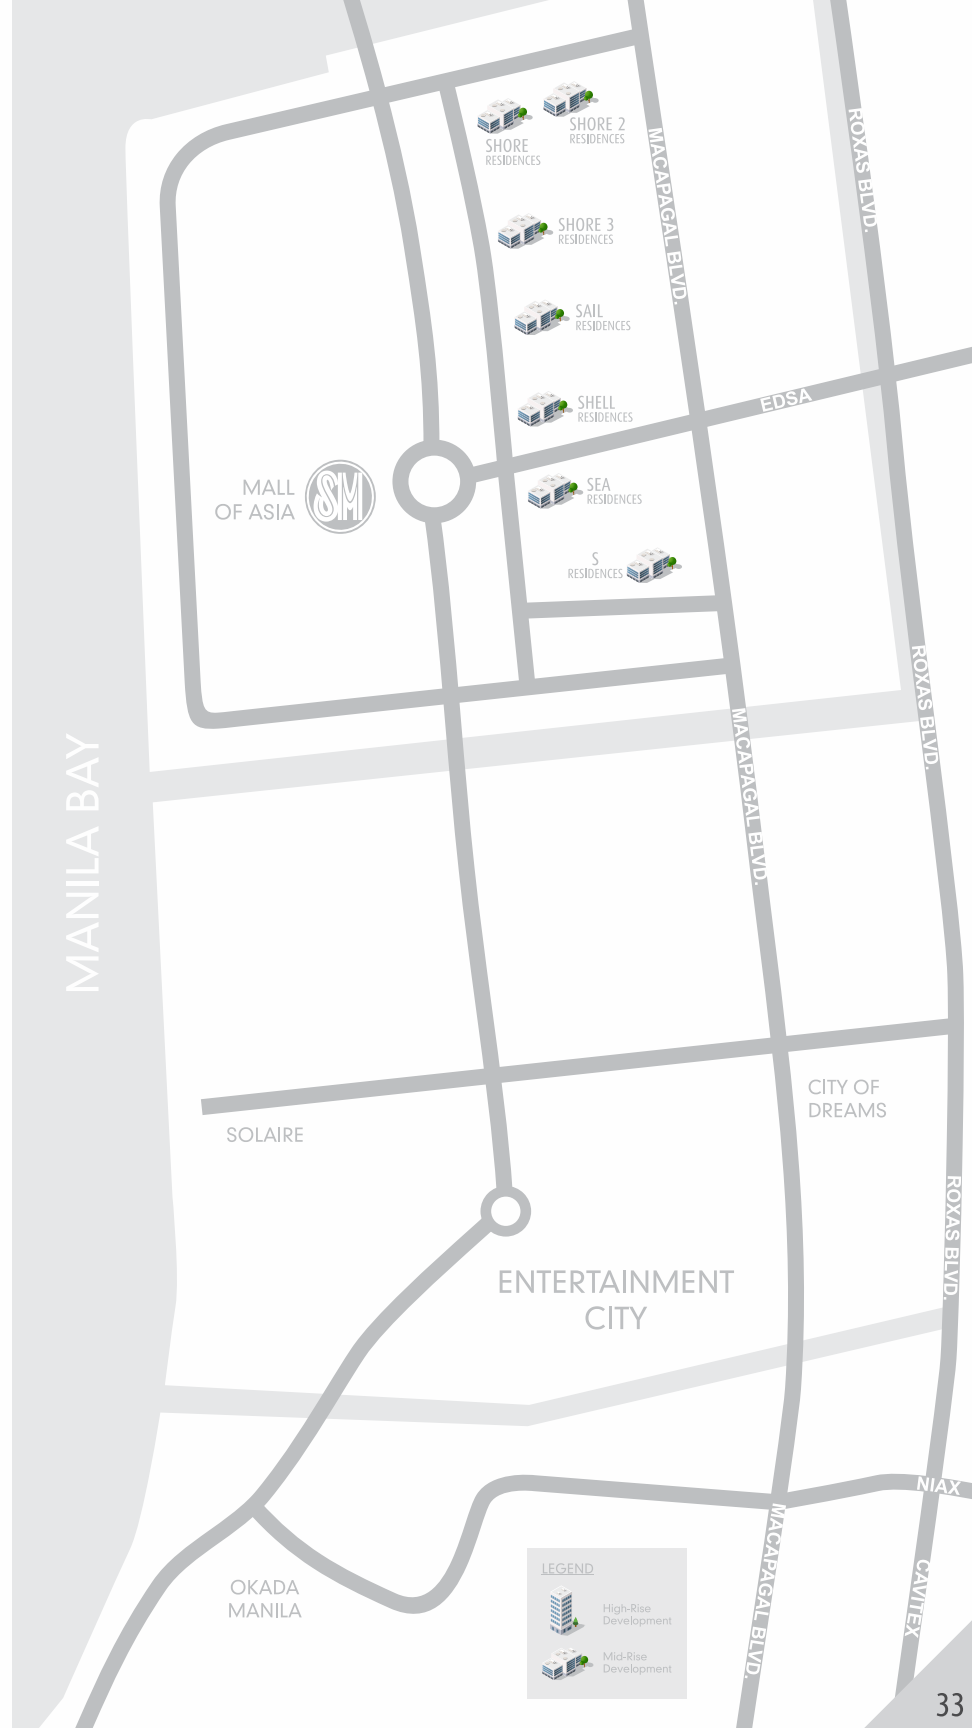 SHORE 2
RESIDENCES
SHORE
RESIDENCES
MACAPAGAL BLVD.
ROXAS BLVD.
SHORE 3
RESIDENCES
SAIL
RESIDENCES
SHELL
RESIDENCES
EDSA
MALL
OF ASIA
SM
SEA
RESIDENCES
S
RESIDENCES
ROXAS BLVD.
MACAPAGAL BLVD.
MANILA BAY
CITY OF
DREAMS
SOLAIRE
ROXAS BLVD.
ENTERTAINMENT
CITY
NIAX
MACAPAGAL BLVD.
CAVITEX
OKADA
MANILA
LEGEND
High-Rise
Development
Mid-Rise
Development
33